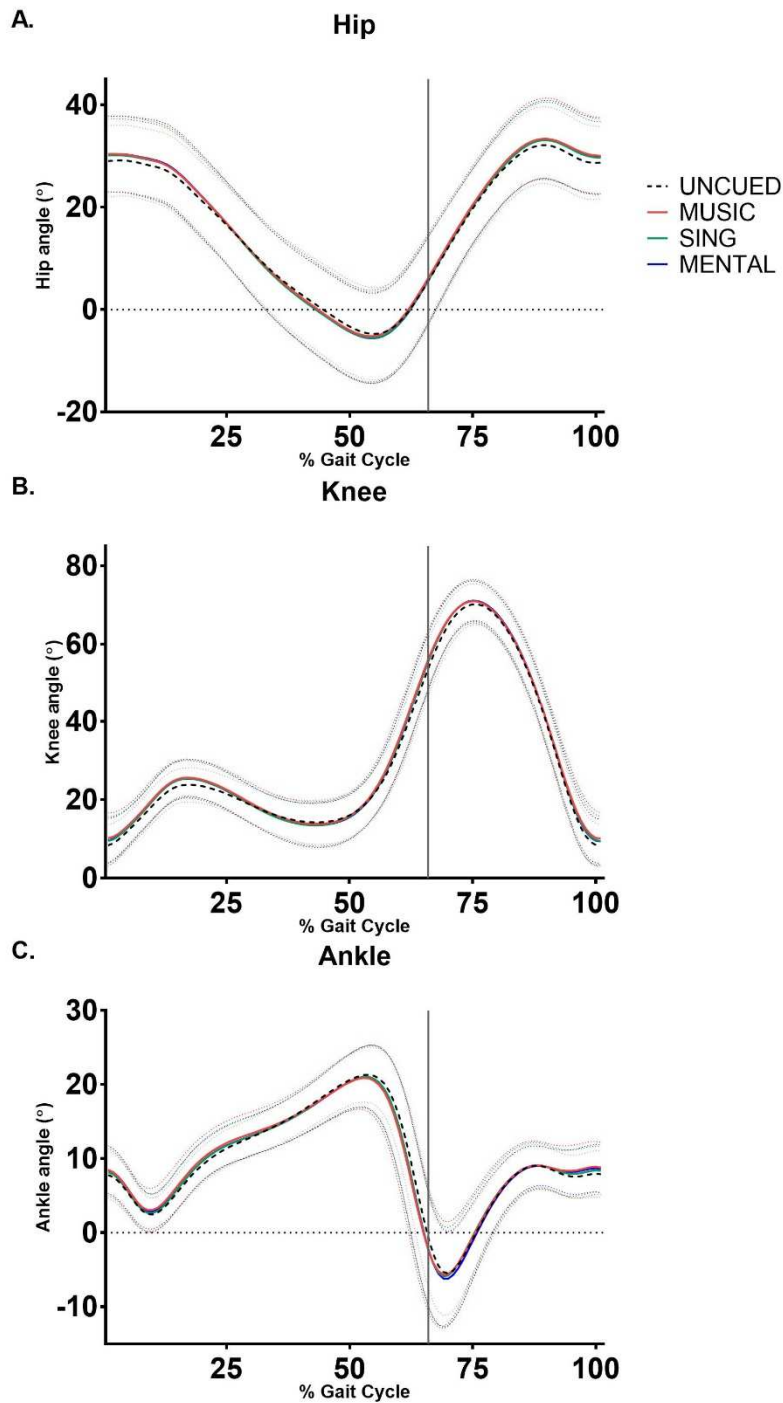 A.
Hip
40
20
0
-20
Hip angle (°)
25 50 75 100
% Gait Cycle
UNCUED
MUSIC
SING
MENTAL
B.
Knee
80
60
40
20
0
Knee angle (°)
25 50 75 100
% Gait Cycle
C.
Ankle
30
20
10
0
-10
Ankle angle (°)
25 50 75 100
% Gait Cycle